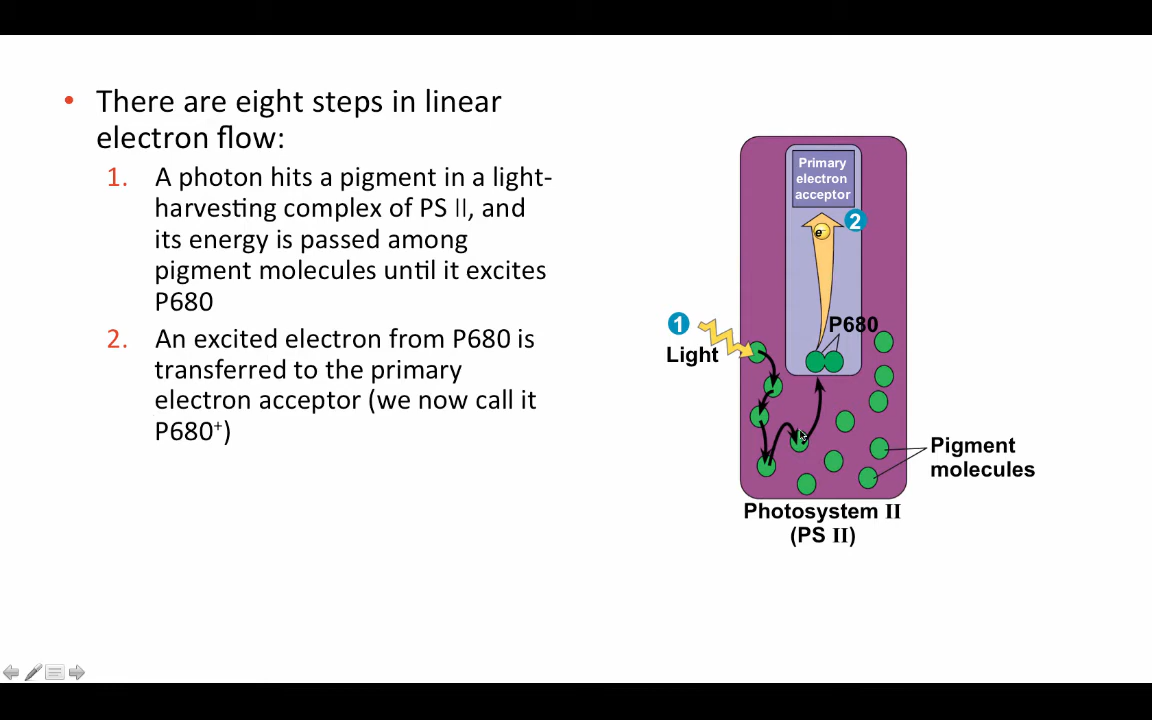 • There are eight steps in linear
electron flow:
1. A photon hits a pigment in a light-
harvesting complex of PS II, and
its energy is passed among
pigment molecules until it excites
P680
2. An excited electron from P680 is
transferred to the primary
electron acceptor (we now call it
P680⁺)
Primary
electron
acceptor
2
e⁻
P680
1
Light
Pigment
molecules
Photosystem II
(PS II)